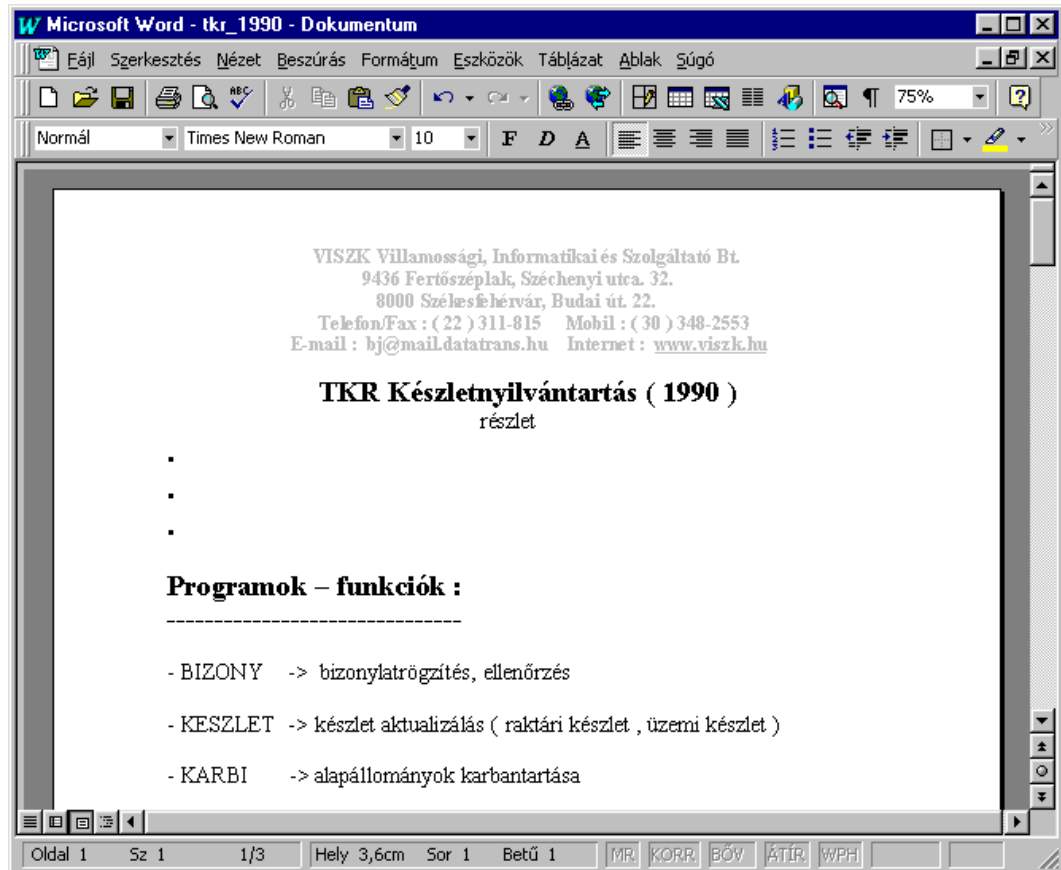 Microsoft Word - tkr_1990 - Dokumentum
Fájl Szerkesztés Nézet Beszúrás Formátum Eszközök Táblázat Ablak Súgó
ABC 75%
Normál Times New Roman 10 F D A
VISZK Villamossági, Informatikai és Szolgáltató Bt.
9436 Fertőszéplak, Széchenyi utca. 32.
8000 Székesfehérvár, Budai út. 22.
Telefon/Fax : ( 22 ) 311-815 Mobil : ( 30 ) 348-2553
E-mail : bj@mail.datatrans.hu Internet : www.viszk.hu
TKR Készletnyilvántartás ( 1990 )
részlet
.
.
.
Programok – funkciók :
-------------------------------
- BIZONY -> bizonylatrögzítés, ellenőrzés
- KESZLET -> készlet aktualizálás ( raktári készlet , üzemi készlet )
- KARBI -> alapállományok karbantartása
Oldal 1 Sz 1 1/3 Hely 3,6cm Sor 1 Betű 1 MR KORR BŐV ÁTÍR WPH